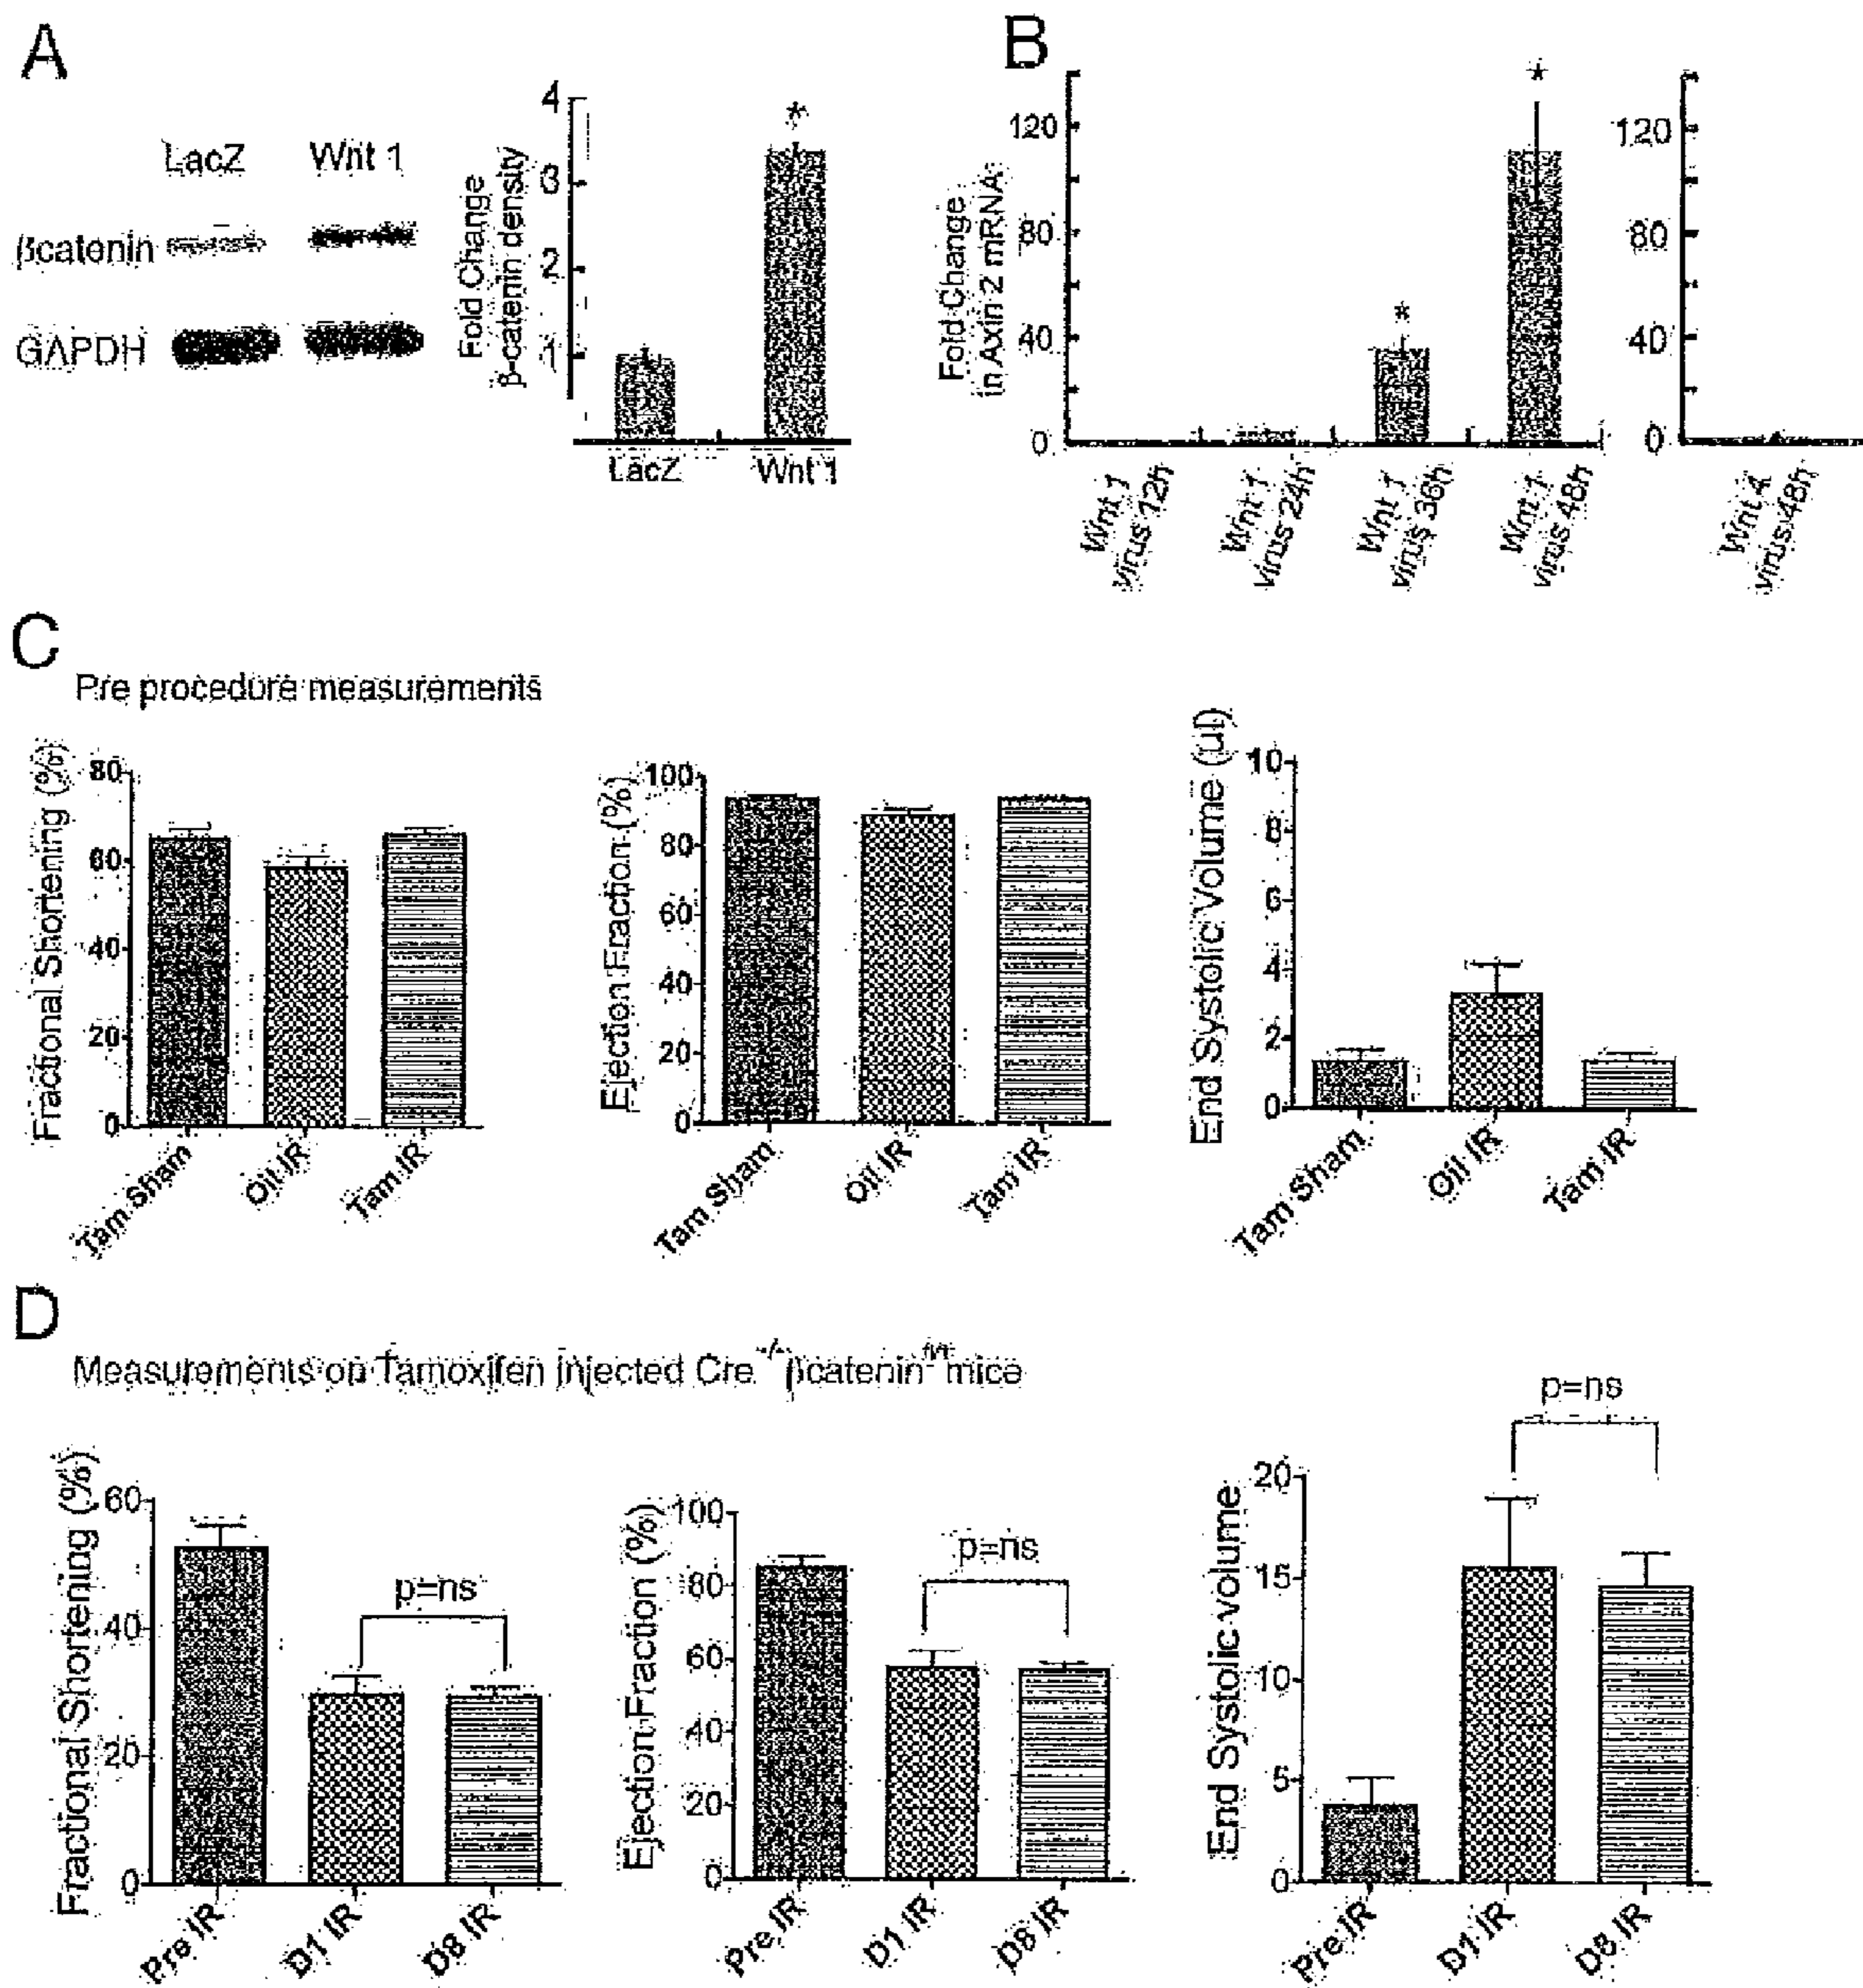 A
LacZ
Wnt 1
βcatenin
GAPDH
Fold Change
β-catenin density
4
3
2
1
LacZ
Wnt 1
*
B
Fold Change
in Axin 2 mRNA
120
80
40
0
*
*
Wnt 1
virus 12h
Wnt 1
virus 24h
Wnt 1
virus 36h
Wnt 1
virus 48h
120
80
40
0
Wnt 4
virus 48h
C
Pre procedure measurements
Fractional Shortening (%)
80
60
40
20
0
Tam Sham
Oil IR
Tam IR
Ejection Fraction (%)
100
80
60
40
20
0
Tam Sham
Oil IR
Tam IR
End Systolic Volume (µl)
10
8
6
4
2
0
Tam Sham
Oil IR
Tam IR
D
Measurements on Tamoxifen injected Cre βcatenin mice
Fractional Shortening (%)
60
40
20
0
p=ns
Pre IR
D1 IR
D8 IR
Ejection Fraction (%)
100
80
60
40
20
0
p=ns
Pre IR
D1 IR
D8 IR
End Systolic volume
20
15
10
5
0
p=ns
Pre IR
D1 IR
D8 IR